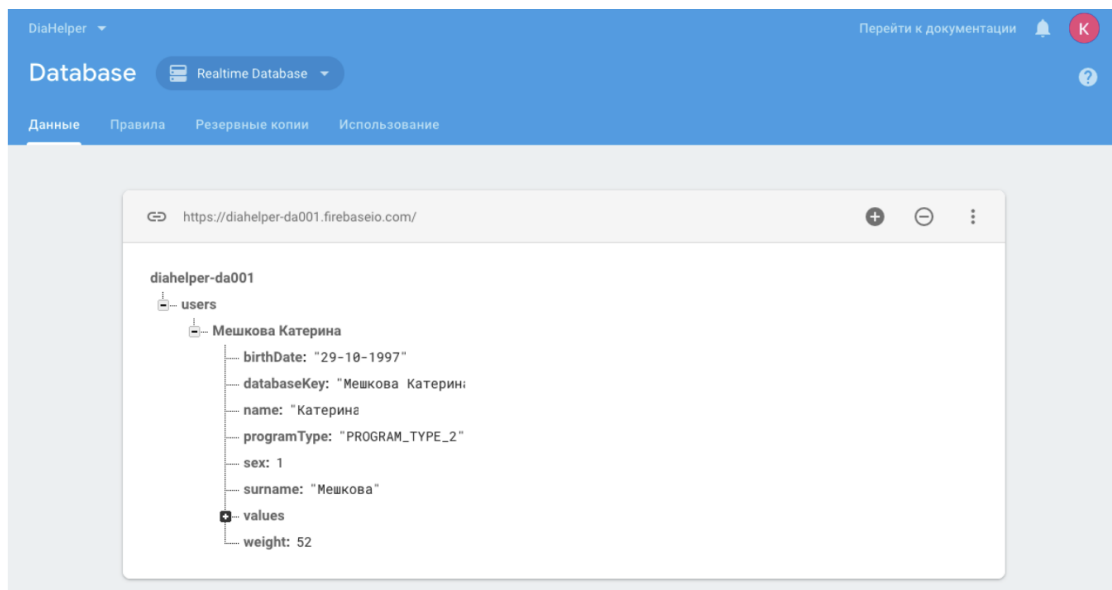 DiaHelper Перейти к документации K
Database Realtime Database ?
Данные Правила Резервные копии Использование
https://diahelper-da001.firebaseio.com/
diahelper-da001
users
Мешкова Катерина
birthDate: "29-10-1997"
databaseKey: "Мешкова Катерина
name: "Катерина
programType: "PROGRAM_TYPE_2"
sex: 1
surname: "Мешкова"
values
weight: 52